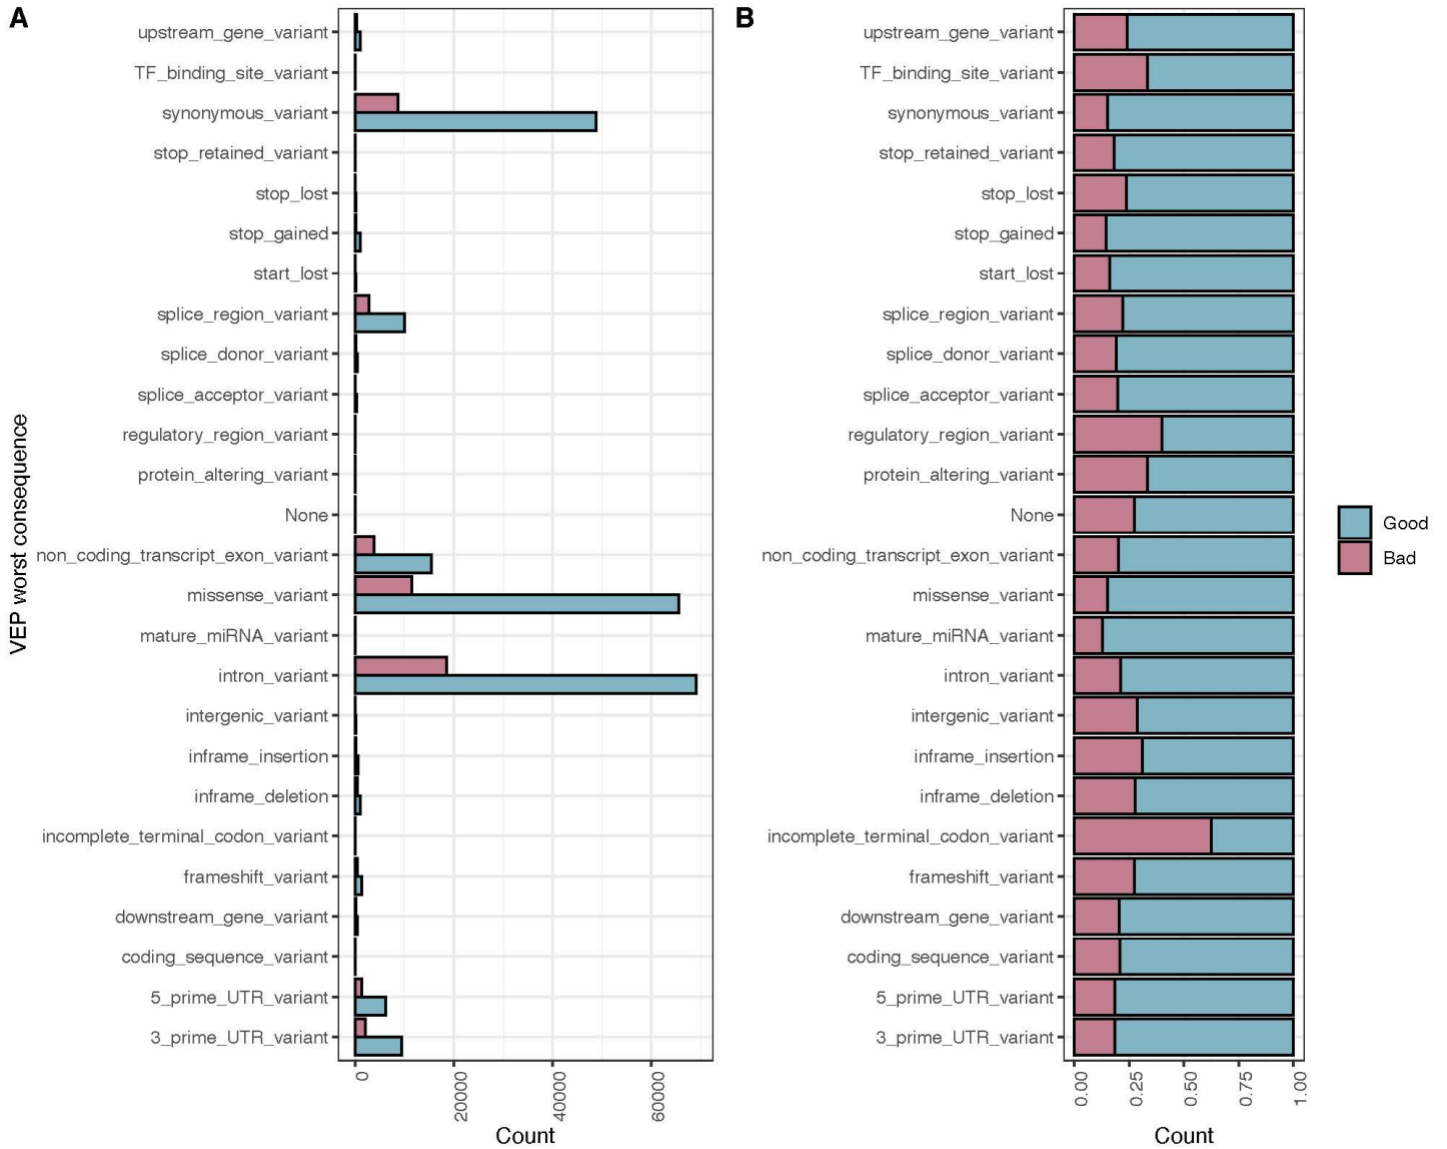 A
VEP worst consequence
upstream_gene_variant
TF_binding_site_variant
synonymous_variant
stop_retained_variant
stop_lost
stop_gained
start_lost
splice_region_variant
splice_donor_variant
splice_acceptor_variant
regulatory_region_variant
protein_altering_variant
None
non_coding_transcript_exon_variant
missense_variant
mature_miRNA_variant
intron_variant
intergenic_variant
inframe_insertion
inframe_deletion
incomplete_terminal_codon_variant
frameshift_variant
downstream_gene_variant
coding_sequence_variant
5_prime_UTR_variant
3_prime_UTR_variant
0
20000
40000
60000
Count
B
upstream_gene_variant
TF_binding_site_variant
synonymous_variant
stop_retained_variant
stop_lost
stop_gained
start_lost
splice_region_variant
splice_donor_variant
splice_acceptor_variant
regulatory_region_variant
protein_altering_variant
None
non_coding_transcript_exon_variant
missense_variant
mature_miRNA_variant
intron_variant
intergenic_variant
inframe_insertion
inframe_deletion
incomplete_terminal_codon_variant
frameshift_variant
downstream_gene_variant
coding_sequence_variant
5_prime_UTR_variant
3_prime_UTR_variant
0.00
0.25
0.50
0.75
1.00
Count
Good
Bad